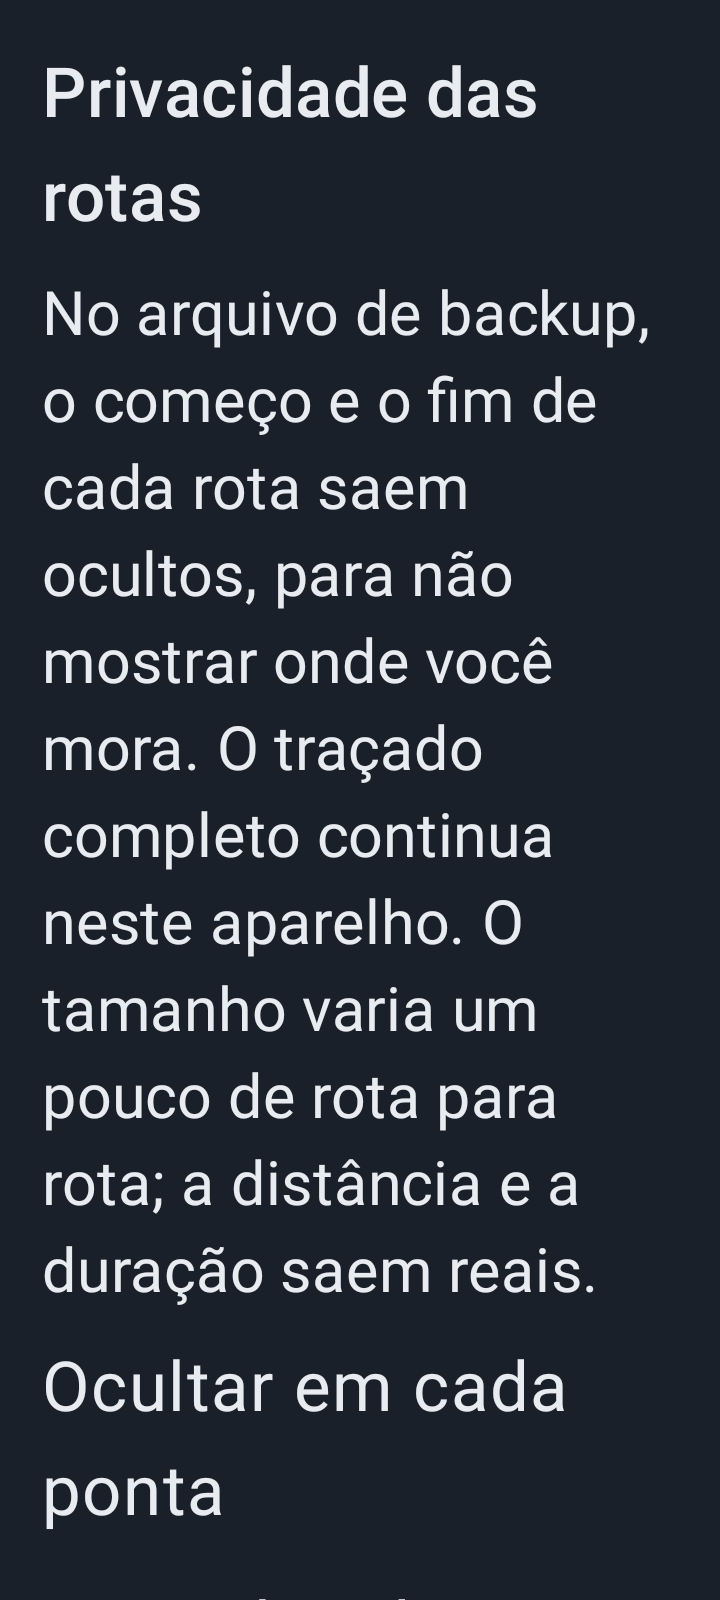 Privacidade das
rotas
No arquivo de backup,
o começo e o fim de
cada rota saem
ocultos, para não
mostrar onde você
mora. O traçado
completo continua
neste aparelho. O
tamanho varia um
pouco de rota para
rota; a distância e a
duração saem reais.
Ocultar em cada
ponta